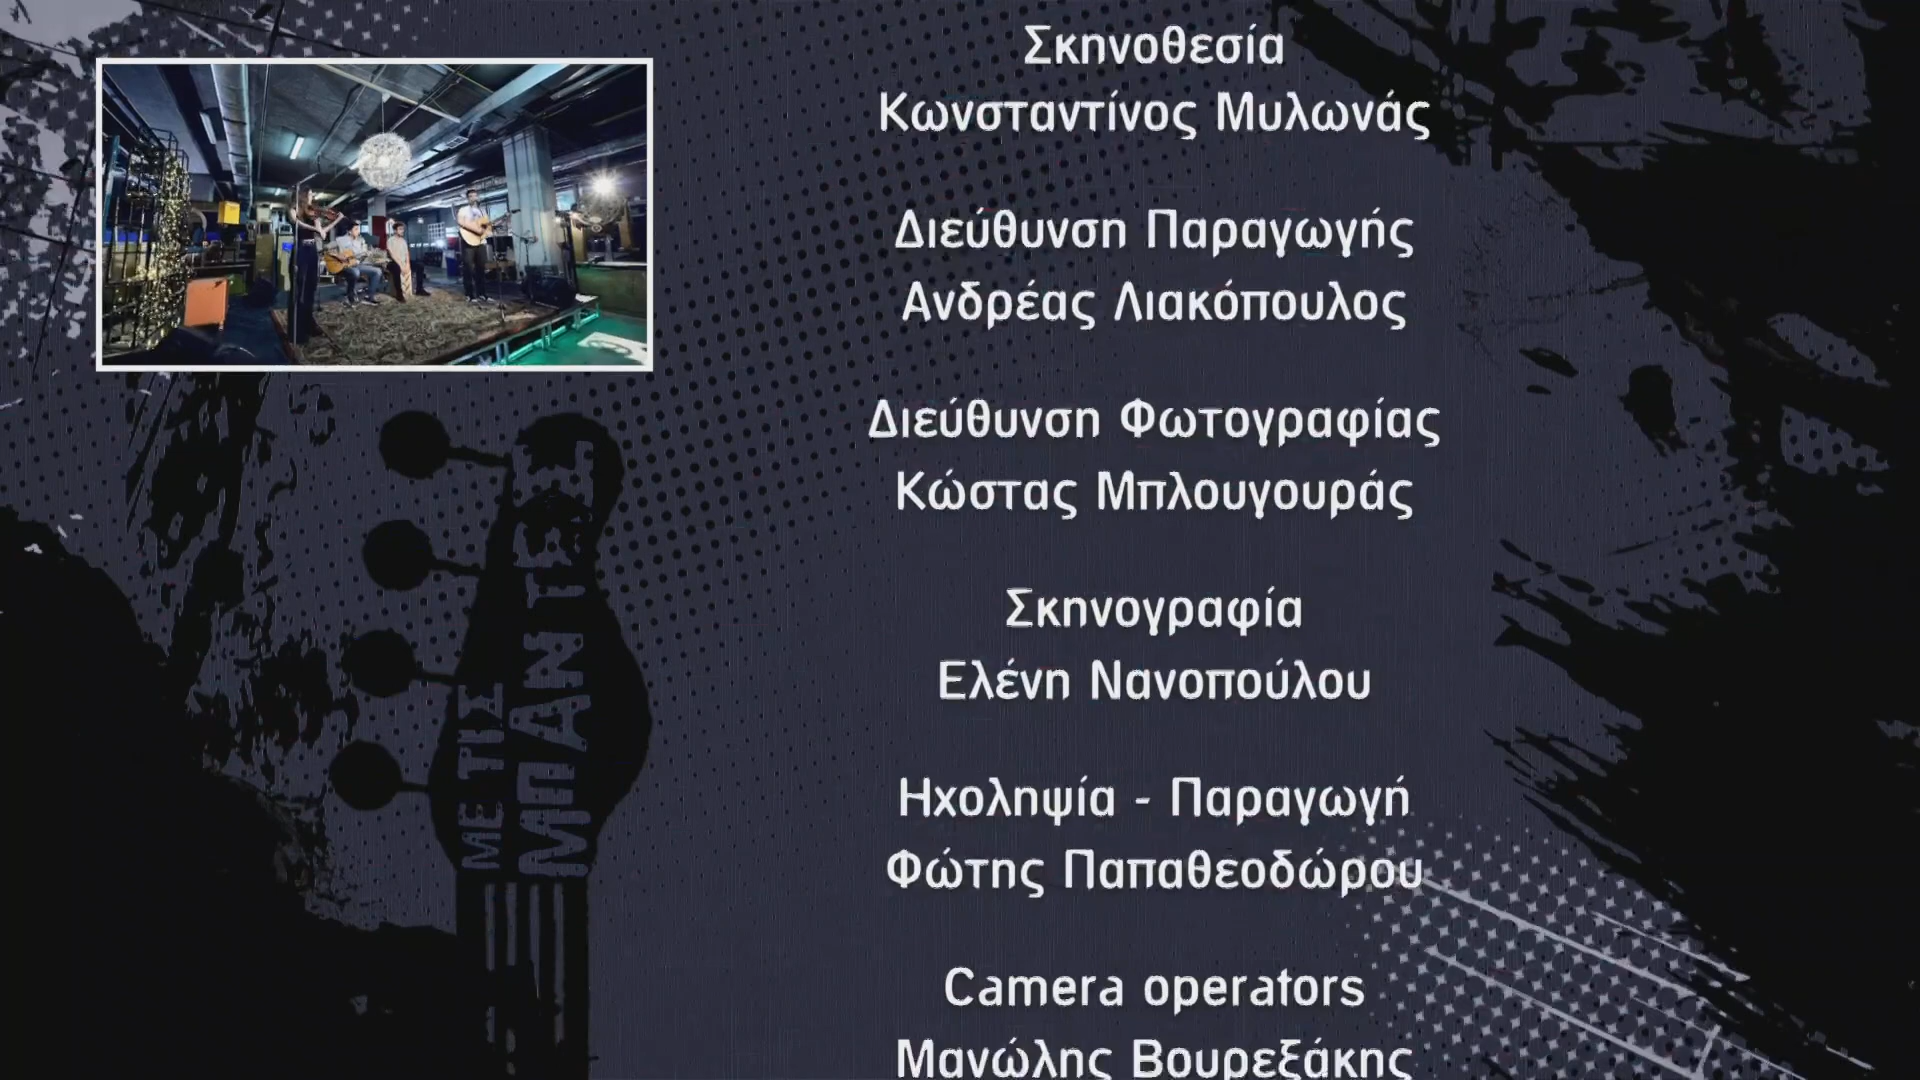 Σκηνοθεσία
Κωνσταντίνος Μυλωνάς
Διεύθυνση Παραγωγής
Ανδρέας Λιακόπουλος
Διεύθυνση Φωτογραφίας
Κώστας Μπλουγουράς
Σκηνογραφία
Ελένη Νανοπούλου
Ηχοληψία - Παραγωγή
Φώτης Παπαθεοδώρου
Camera operators
Μανώλης Βουρεξάκης
ΜΕ ΤΙΣ
ΜΠΑΝΤΕΣ